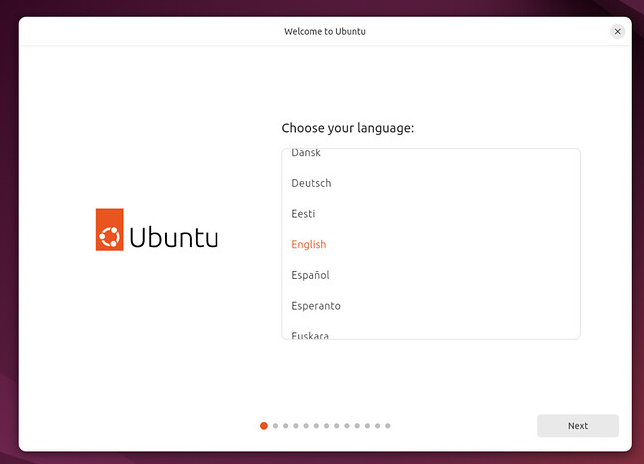 Welcome to Ubuntu
Choose your language:
Dansk
Deutsch
Eesti
English
Español
Esperanto
Euskara
Ubuntu
Next